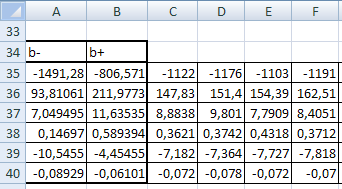 A B C D E F
33
34 b- b+
35 -1491,28 -806,571 -1122 -1176 -1103 -1191
36 93,81061 211,9773 147,83 151,4 154,39 162,51
37 7,049495 11,63535 8,8838 9,801 7,7909 8,4051
38 0,14697 0,589394 0,3621 0,3742 0,4318 0,3712
39 -10,5455 -4,45455 -7,182 -7,364 -7,727 -7,818
40 -0,08929 -0,06101 -0,072 -0,078 -0,072 -0,07